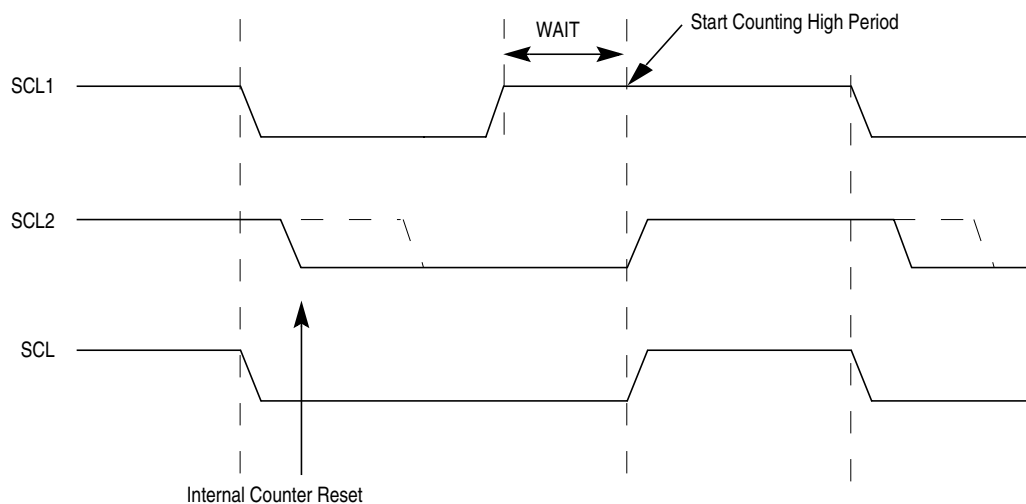 WAIT
Start Counting High Period
SCL1
SCL2
SCL
Internal Counter Reset